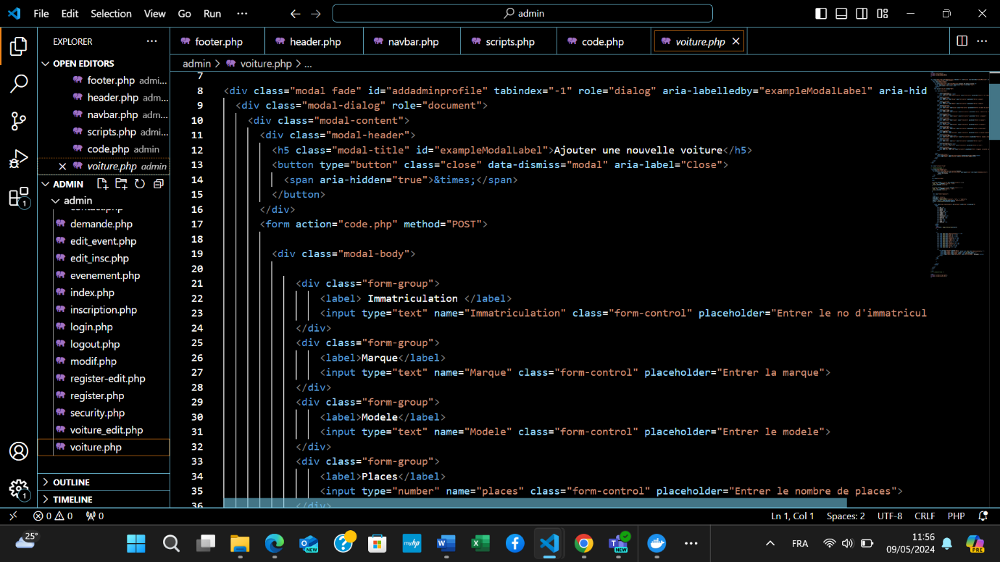 File Edit Selection View Go Run ··· admin
EXPLORER ···
OPEN EDITORS
footer.php admi...
header.php adm...
navbar.php adm...
scripts.php admi...
code.php admin
voiture.php admin
ADMIN
admin
demande.php
edit_event.php
edit_insc.php
evenement.php
index.php
inscription.php
login.php
logout.php
modif.php
register-edit.php
register.php
security.php
voiture_edit.php
voiture.php
OUTLINE
TIMELINE
1
1
footer.php header.php navbar.php scripts.php code.php voiture.php ···
admin > voiture.php > ...
7
8 <div class="modal fade" id="addadminprofile" tabindex="-1" role="dialog" aria-labelledby="exampleModalLabel" aria-hid
9 <div class="modal-dialog" role="document">
10 <div class="modal-content">
11 <div class="modal-header">
12 <h5 class="modal-title" id="exampleModalLabel">Ajouter une nouvelle voiture</h5>
13 <button type="button" class="close" data-dismiss="modal" aria-label="Close">
14 <span aria-hidden="true">&times;</span>
15 </button>
16 </div>
17 <form action="code.php" method="POST">
18
19 <div class="modal-body">
20
21 <div class="form-group">
22 <label> Immatriculation </label>
23 <input type="text" name="Immatriculation" class="form-control" placeholder="Entrer le no d'immatricul
24 </div>
25 <div class="form-group">
26 <label>Marque</label>
27 <input type="text" name="Marque" class="form-control" placeholder="Entrer la marque">
28 </div>
29 <div class="form-group">
30 <label>Modele</label>
31 <input type="text" name="Modele" class="form-control" placeholder="Entrer le modele">
32 </div>
33 <div class="form-group">
34 <label>Places</label>
35 <input type="number" name="places" class="form-control" placeholder="Entrer le nombre de places">
36 </div>
0 0 0 Ln 1, Col 1 Spaces: 2 UTF-8 CRLF PHP
25° NEW myhp NEW ··· FRA 11:56
09/05/2024 PRE